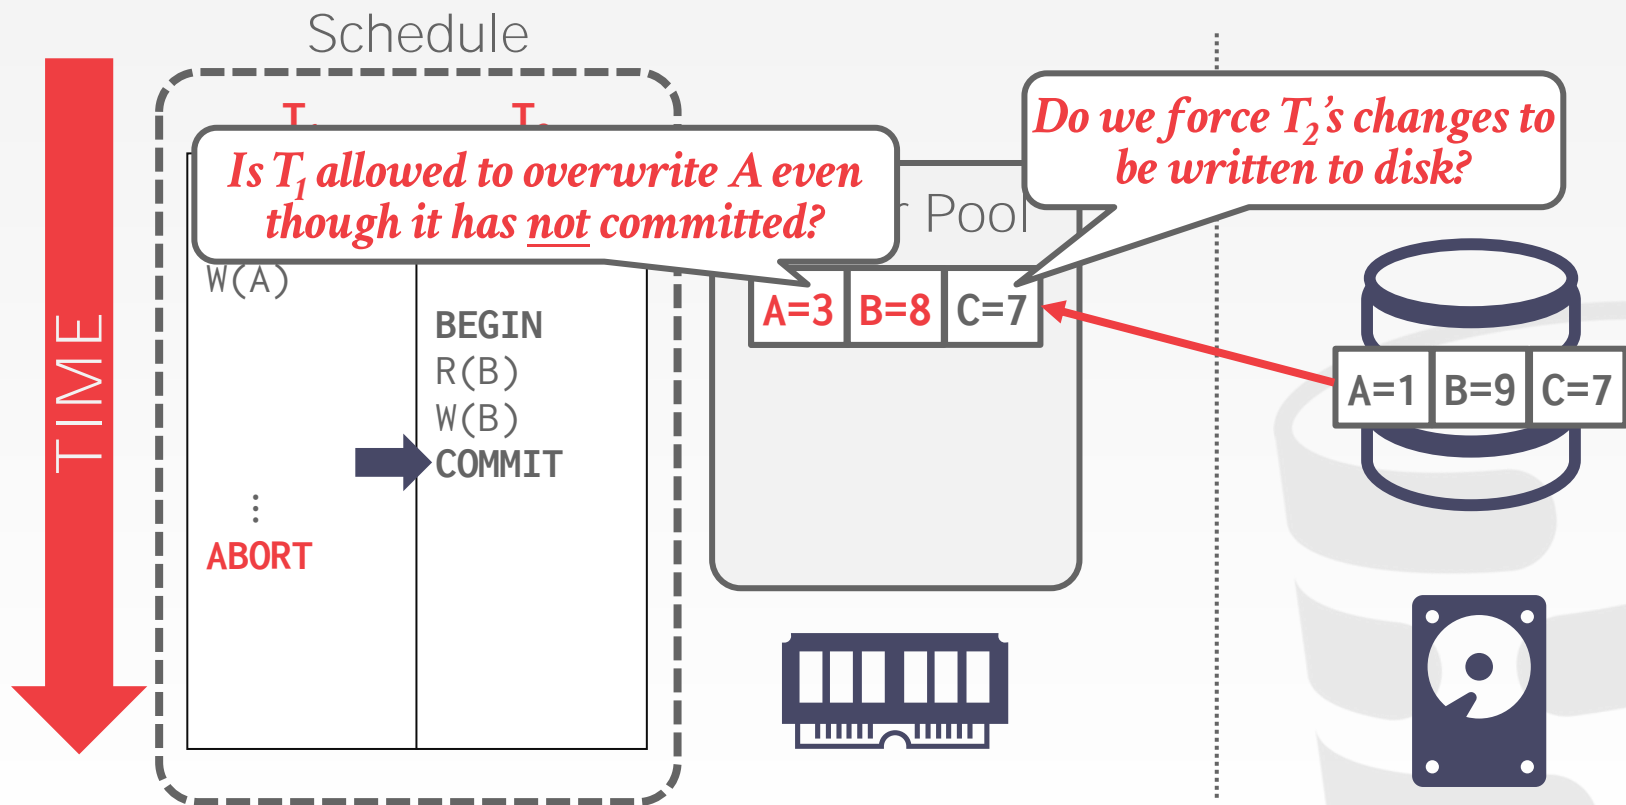 Schedule
TIME
Is T₁ allowed to overwrite A even
though it has not committed?
Do we force T₂’s changes to
be written to disk?
Pool
W(A)
BEGIN
R(B)
W(B)
COMMIT
⋮
ABORT
A=3 B=8 C=7
A=1 B=9 C=7